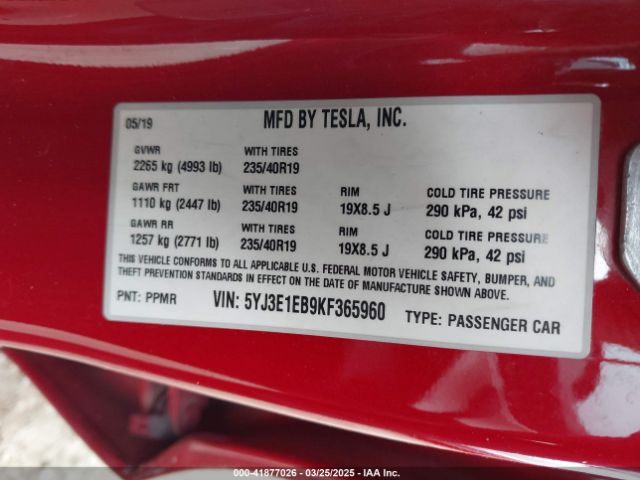 05/19 MFD BY TESLA, INC.
GVWR WITH TIRES
2265 kg (4993 lb) 235/40R19
GAWR FRT WITH TIRES RIM COLD TIRE PRESSURE
1110 kg (2447 lb) 235/40R19 19X8.5 J 290 kPa, 42 psi
GAWR RR WITH TIRES RIM COLD TIRE PRESSURE
1257 kg (2771 lb) 235/40R19 19X8.5 J 290 kPa, 42 psi
THIS VEHICLE CONFORMS TO ALL APPLICABLE U.S. FEDERAL MOTOR VEHICLE SAFETY, BUMPER, AND
THEFT PREVENTION STANDARDS IN EFFECT ON THE DATE OF MANUFACTURE SHOWN ABOVE.
PNT: PPMR VIN: 5YJ3E1EB9KF365960 TYPE: PASSENGER CAR
000-41877026 - 03/25/2025 - IAA Inc.